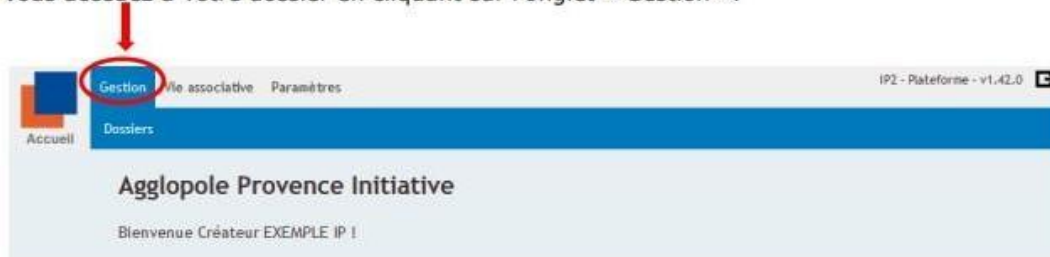 Gestion Vie associative Paramètres
IP2 - Plateforme - v1.42.0
Dossiers
Accueil
Agglopole Provence Initiative
Bienvenue Créateur EXEMPLE IP !